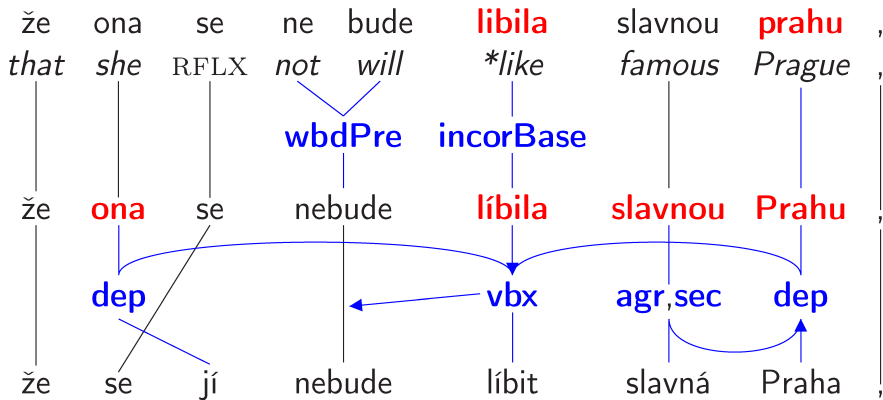 že ona se ne bude libila slavnou prahu ,
that she RFLX not will *like famous Prague ,
wbdPre incorBase
že ona se nebude líbila slavnou Prahu ,
dep vbx agr,sec dep
že se jí nebude líbit slavná Praha ,